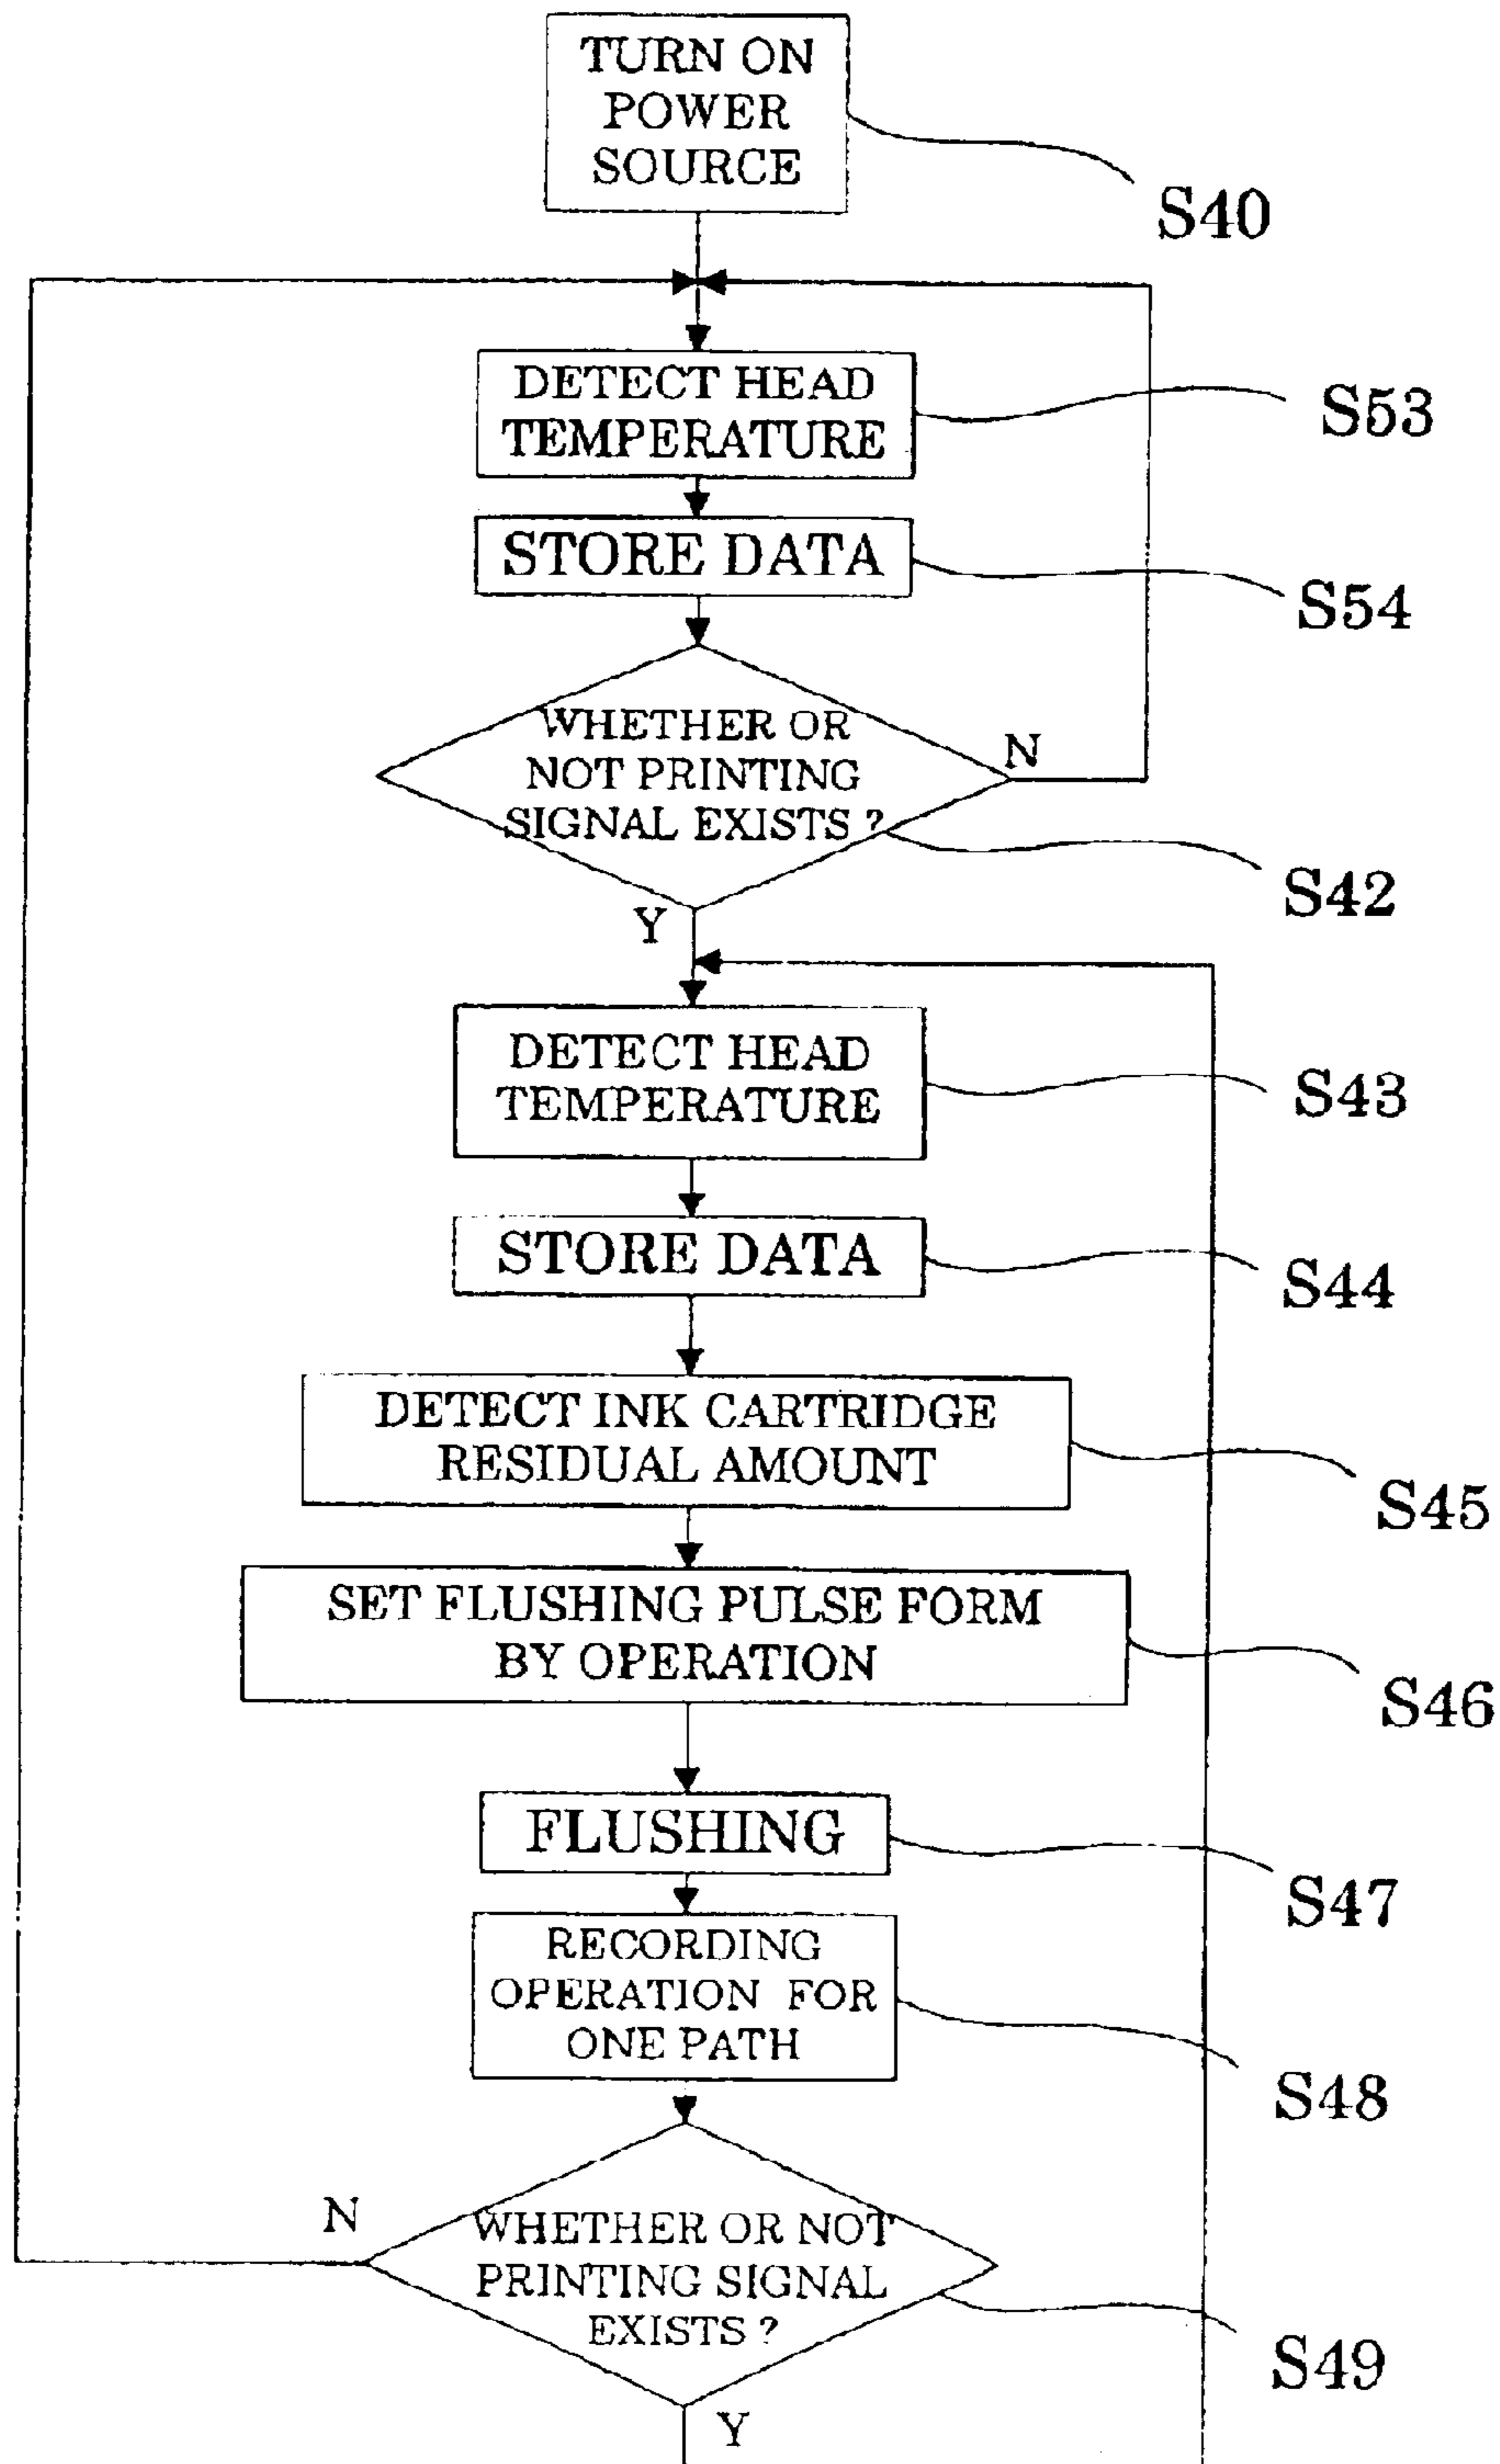 TURN ON
POWER
SOURCE
S40
DETECT HEAD
TEMPERATURE
S53
STORE DATA
S54
WHETHER OR
NOT PRINTING
SIGNAL EXISTS ?
N
S42
Y
DETECT HEAD
TEMPERATURE
S43
STORE DATA
S44
DETECT INK CARTRIDGE
RESIDUAL AMOUNT
S45
SET FLUSHING PULSE FORM
BY OPERATION
S46
FLUSHING
S47
RECORDING
OPERATION FOR
ONE PATH
S48
N
WHETHER OR NOT
PRINTING SIGNAL
EXISTS ?
S49
Y